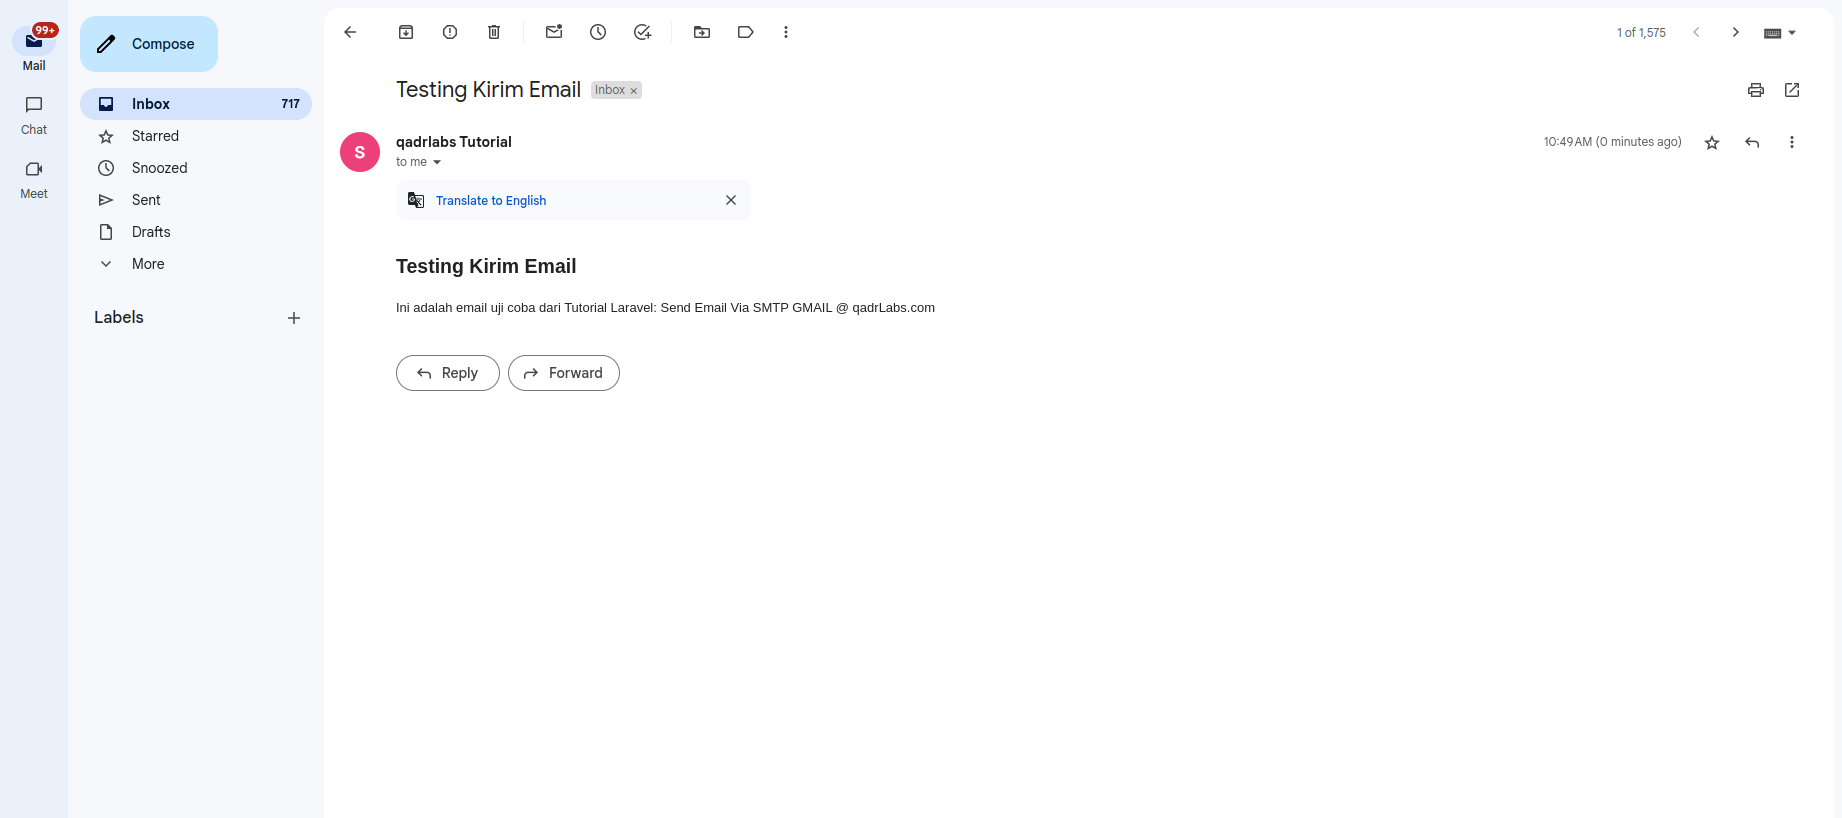 99+
Mail
Chat
Meet
Compose
Inbox 717
Starred
Snoozed
Sent
Drafts
More
Labels
1 of 1,575
Testing Kirim Email Inbox ×
S
qadrlabs Tutorial
10:49 AM (0 minutes ago)
to me
Translate to English
Testing Kirim Email
Ini adalah email uji coba dari Tutorial Laravel: Send Email Via SMTP GMAIL @ qadrLabs.com
Reply Forward